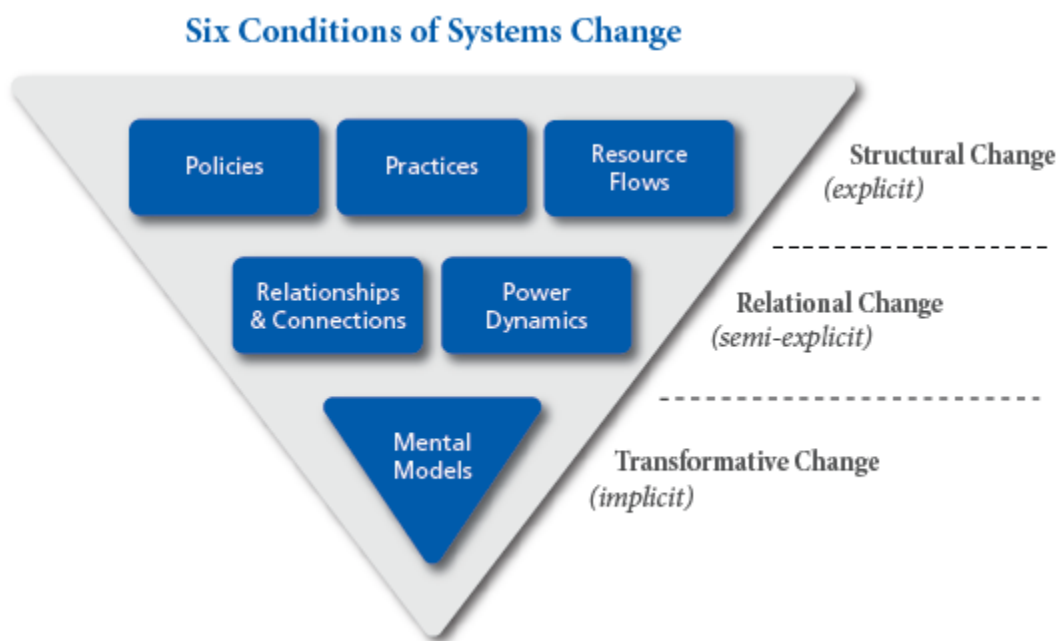 Six Conditions of Systems Change
Policies
Practices
Resource
Flows
Structural Change
(explicit)
Relationships
& Connections
Power
Dynamics
Relational Change
(semi-explicit)
Mental
Models
Transformative Change
(implicit)